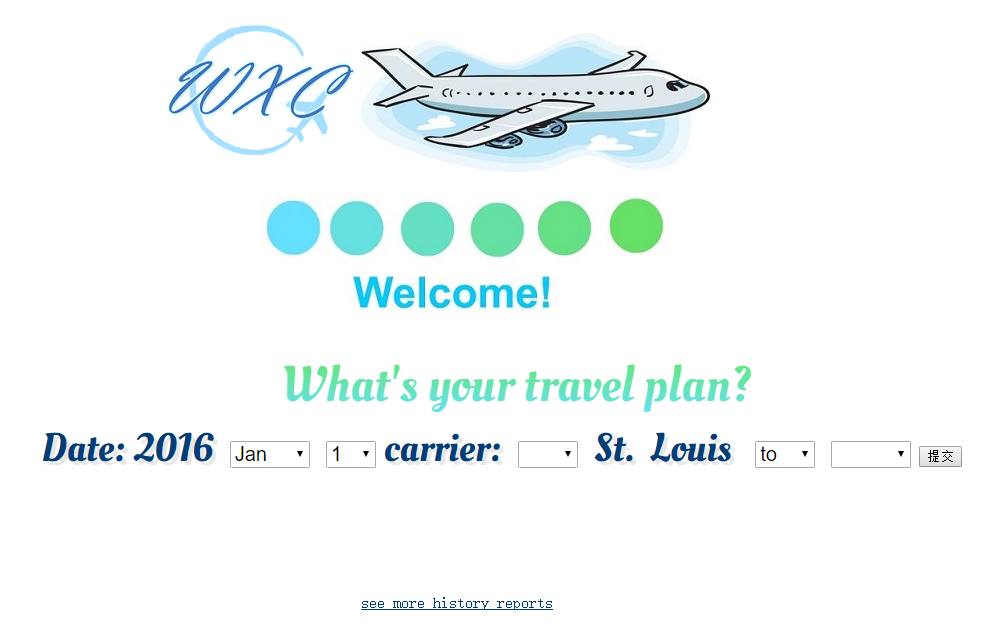 WXC
Welcome!
What's your travel plan?
Date: 2016 Jan 1 carrier: St. Louis to 提交
see more history reports